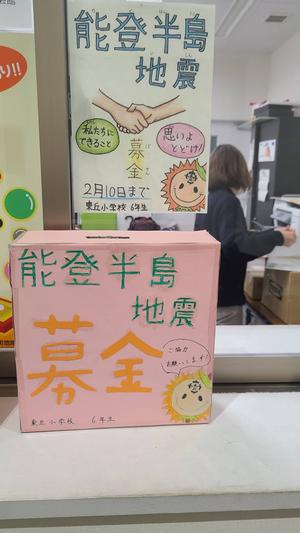 能登半島
地震
私たちに
できること
思いよ
とどけ!
募金
2月10日まで
東丘小学校 6年生
能登半島
地震
募金
ご協力
お願いします!
東丘小学校 6年生